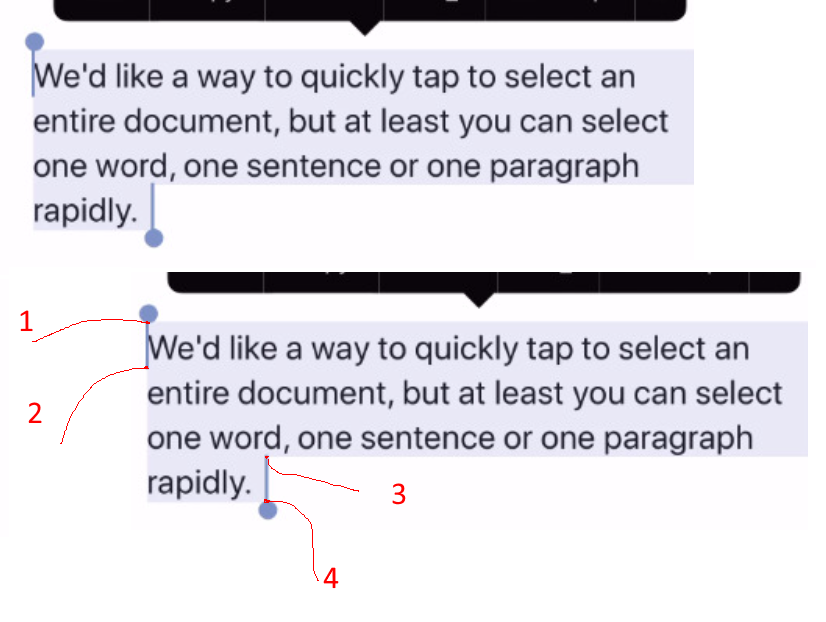 We'd like a way to quickly tap to select an
entire document, but at least you can select
one word, one sentence or one paragraph
rapidly.
1
We'd like a way to quickly tap to select an
2
entire document, but at least you can select
one word, one sentence or one paragraph
rapidly.
3
4